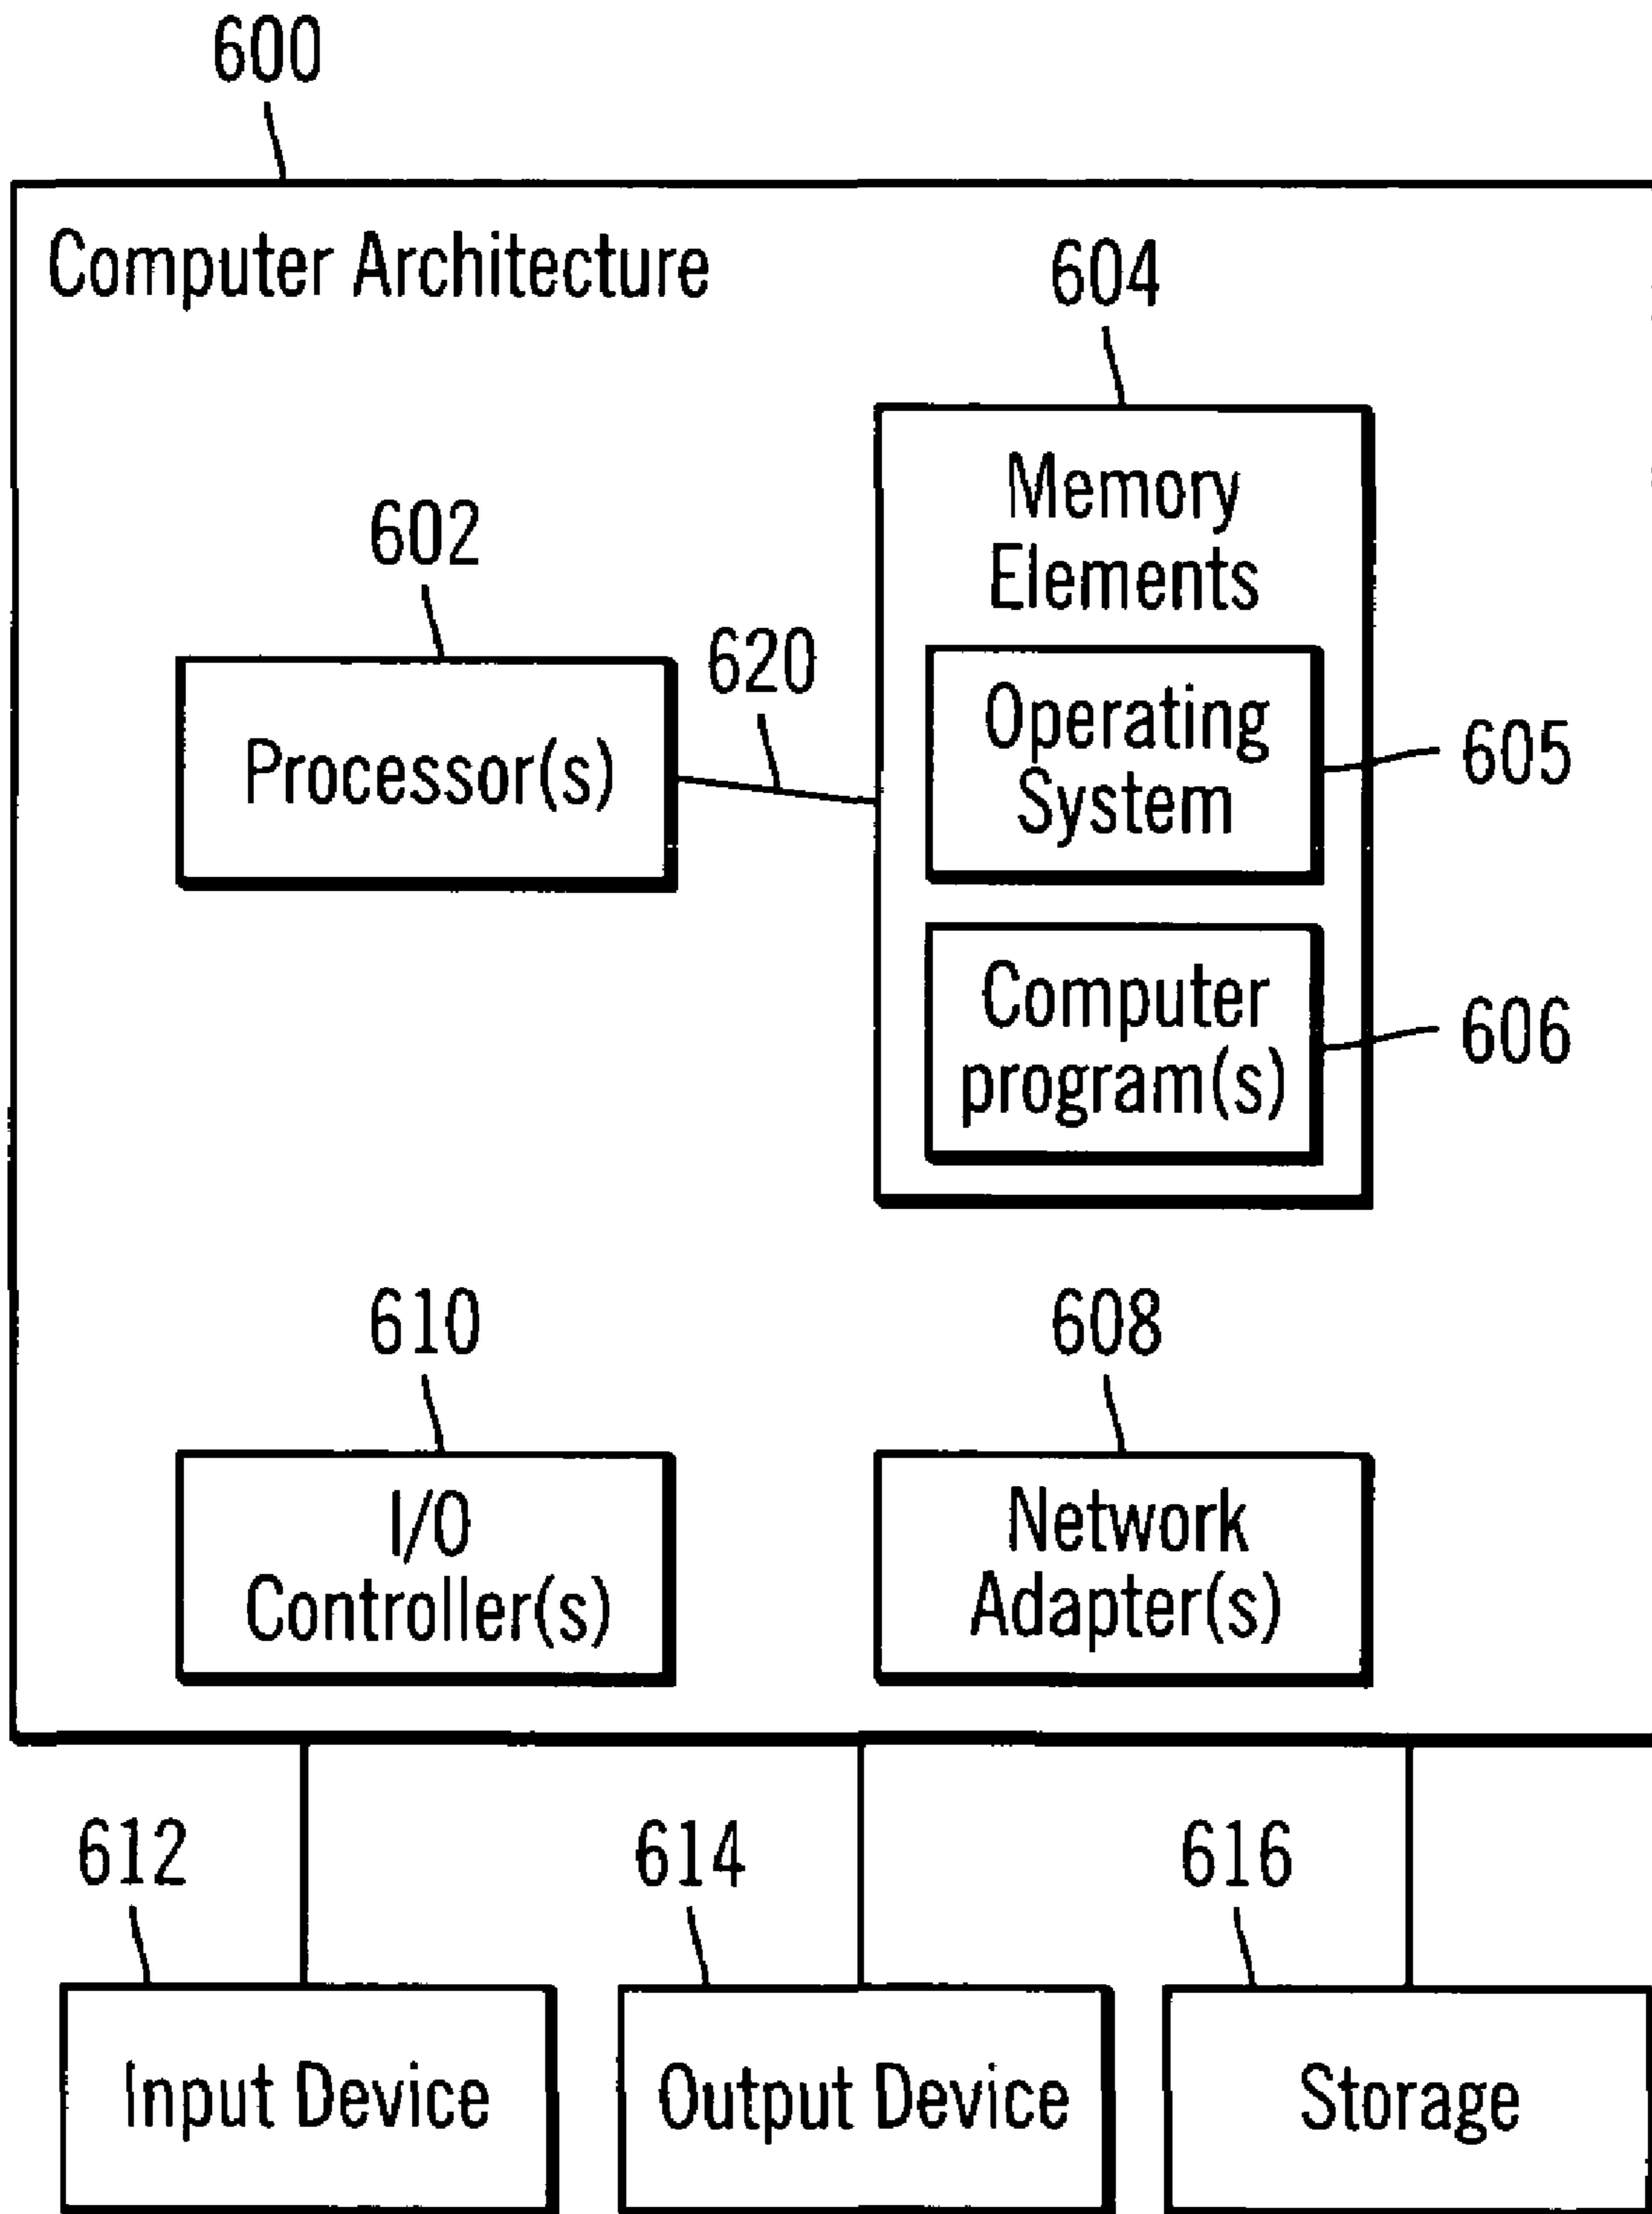 600
Computer Architecture
604
Memory
Elements
602
620
Processor(s)
Operating
System
605
Computer
program(s)
606
610
608
I/O
Controller(s)
Network
Adapter(s)
612
614
616
Input Device
Output Device
Storage